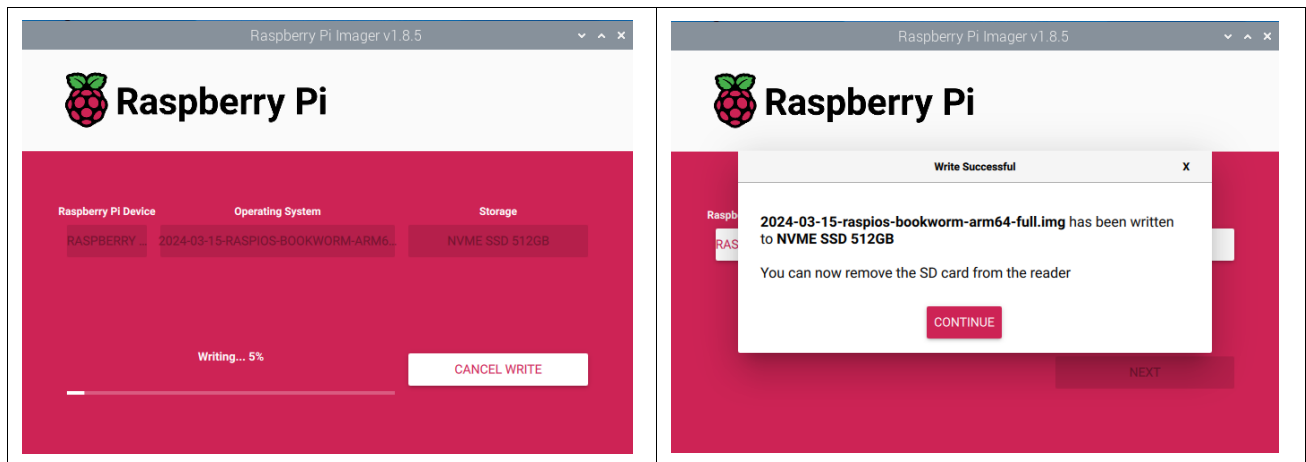 Raspberry Pi Imager v1.8.5
Raspberry Pi
Raspberry Pi Device Operating System Storage
RASPBERRY ... 2024-03-15-RASPIOS-BOOKWORM-ARM6... NVME SSD 512GB
Writing... 5%
CANCEL WRITE
Raspberry Pi Imager v1.8.5
Raspberry Pi
Write Successful X
Raspb
2024-03-15-raspios-bookworm-arm64-full.img has been written
RAS
to NVME SSD 512GB
You can now remove the SD card from the reader
CONTINUE
NEXT